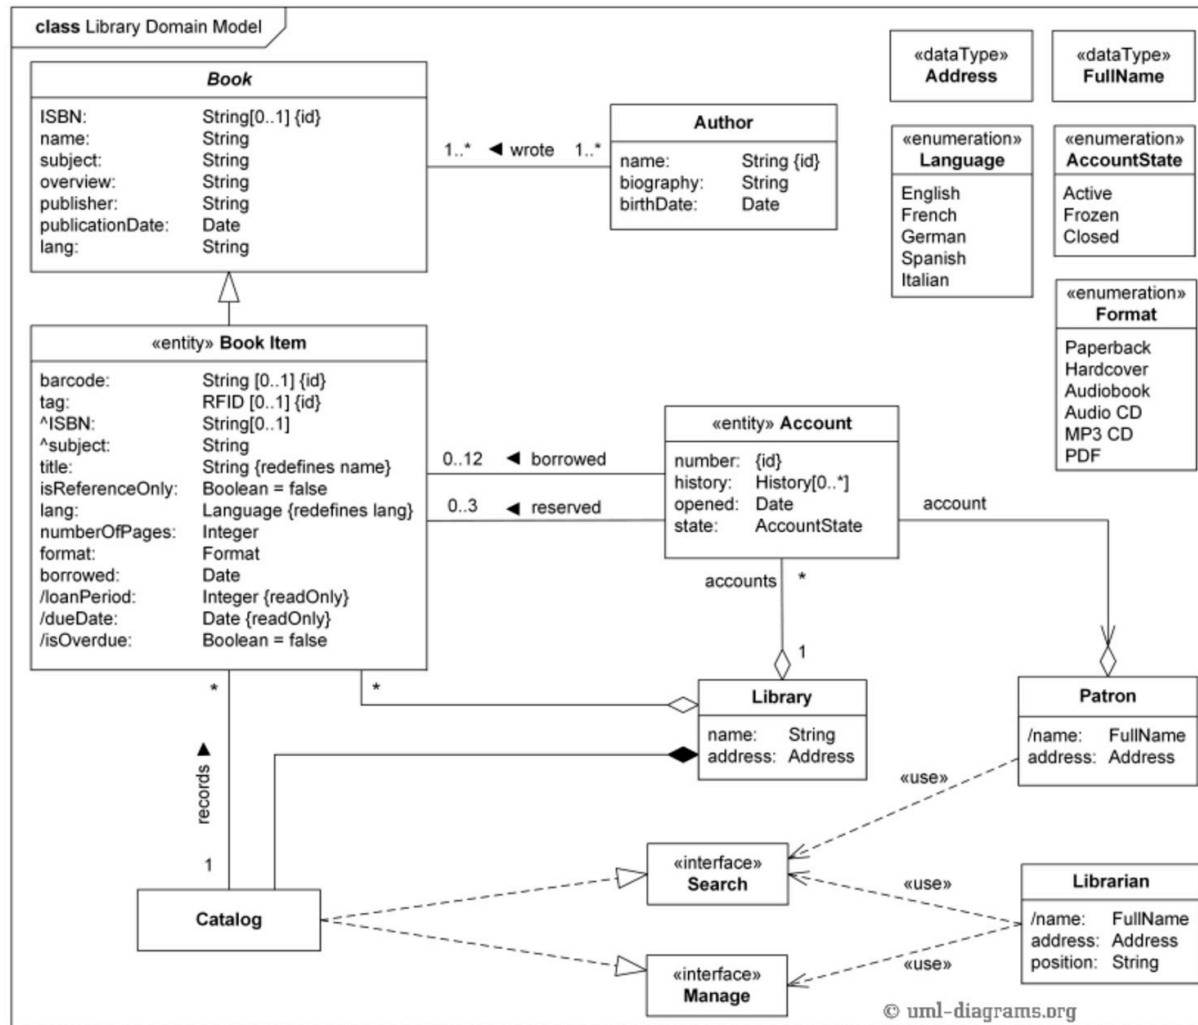 class Library Domain Model
Book
ISBN: String[0..1] {id}
name: String
subject: String
overview: String
publisher: String
publicationDate: Date
lang: String
1..* ◄ wrote 1..*
Author
name: String {id}
biography: String
birthDate: Date
«dataType»
Address
«dataType»
FullName
«enumeration»
Language
English
French
German
Spanish
Italian
«enumeration»
AccountState
Active
Frozen
Closed
«enumeration»
Format
Paperback
Hardcover
Audiobook
Audio CD
MP3 CD
PDF
«entity» Book Item
barcode: String [0..1] {id}
tag: RFID [0..1] {id}
^ISBN: String[0..1]
^subject: String
title: String {redefines name}
isReferenceOnly: Boolean = false
lang: Language {redefines lang}
numberOfPages: Integer
format: Format
borrowed: Date
/loanPeriod: Integer {readOnly}
/dueDate: Date {readOnly}
/isOverdue: Boolean = false
0..12 ◄ borrowed
0..3 ◄ reserved
«entity» Account
number: {id}
history: History[0..*]
opened: Date
state: AccountState
account
accounts *
1
* *
Library
name: String
address: Address
Patron
/name: FullName
address: Address
records ►
1
«use»
Catalog
«interface»
Search
«use»
«use»
«interface»
Manage
Librarian
/name: FullName
address: Address
position: String
© uml-diagrams.org